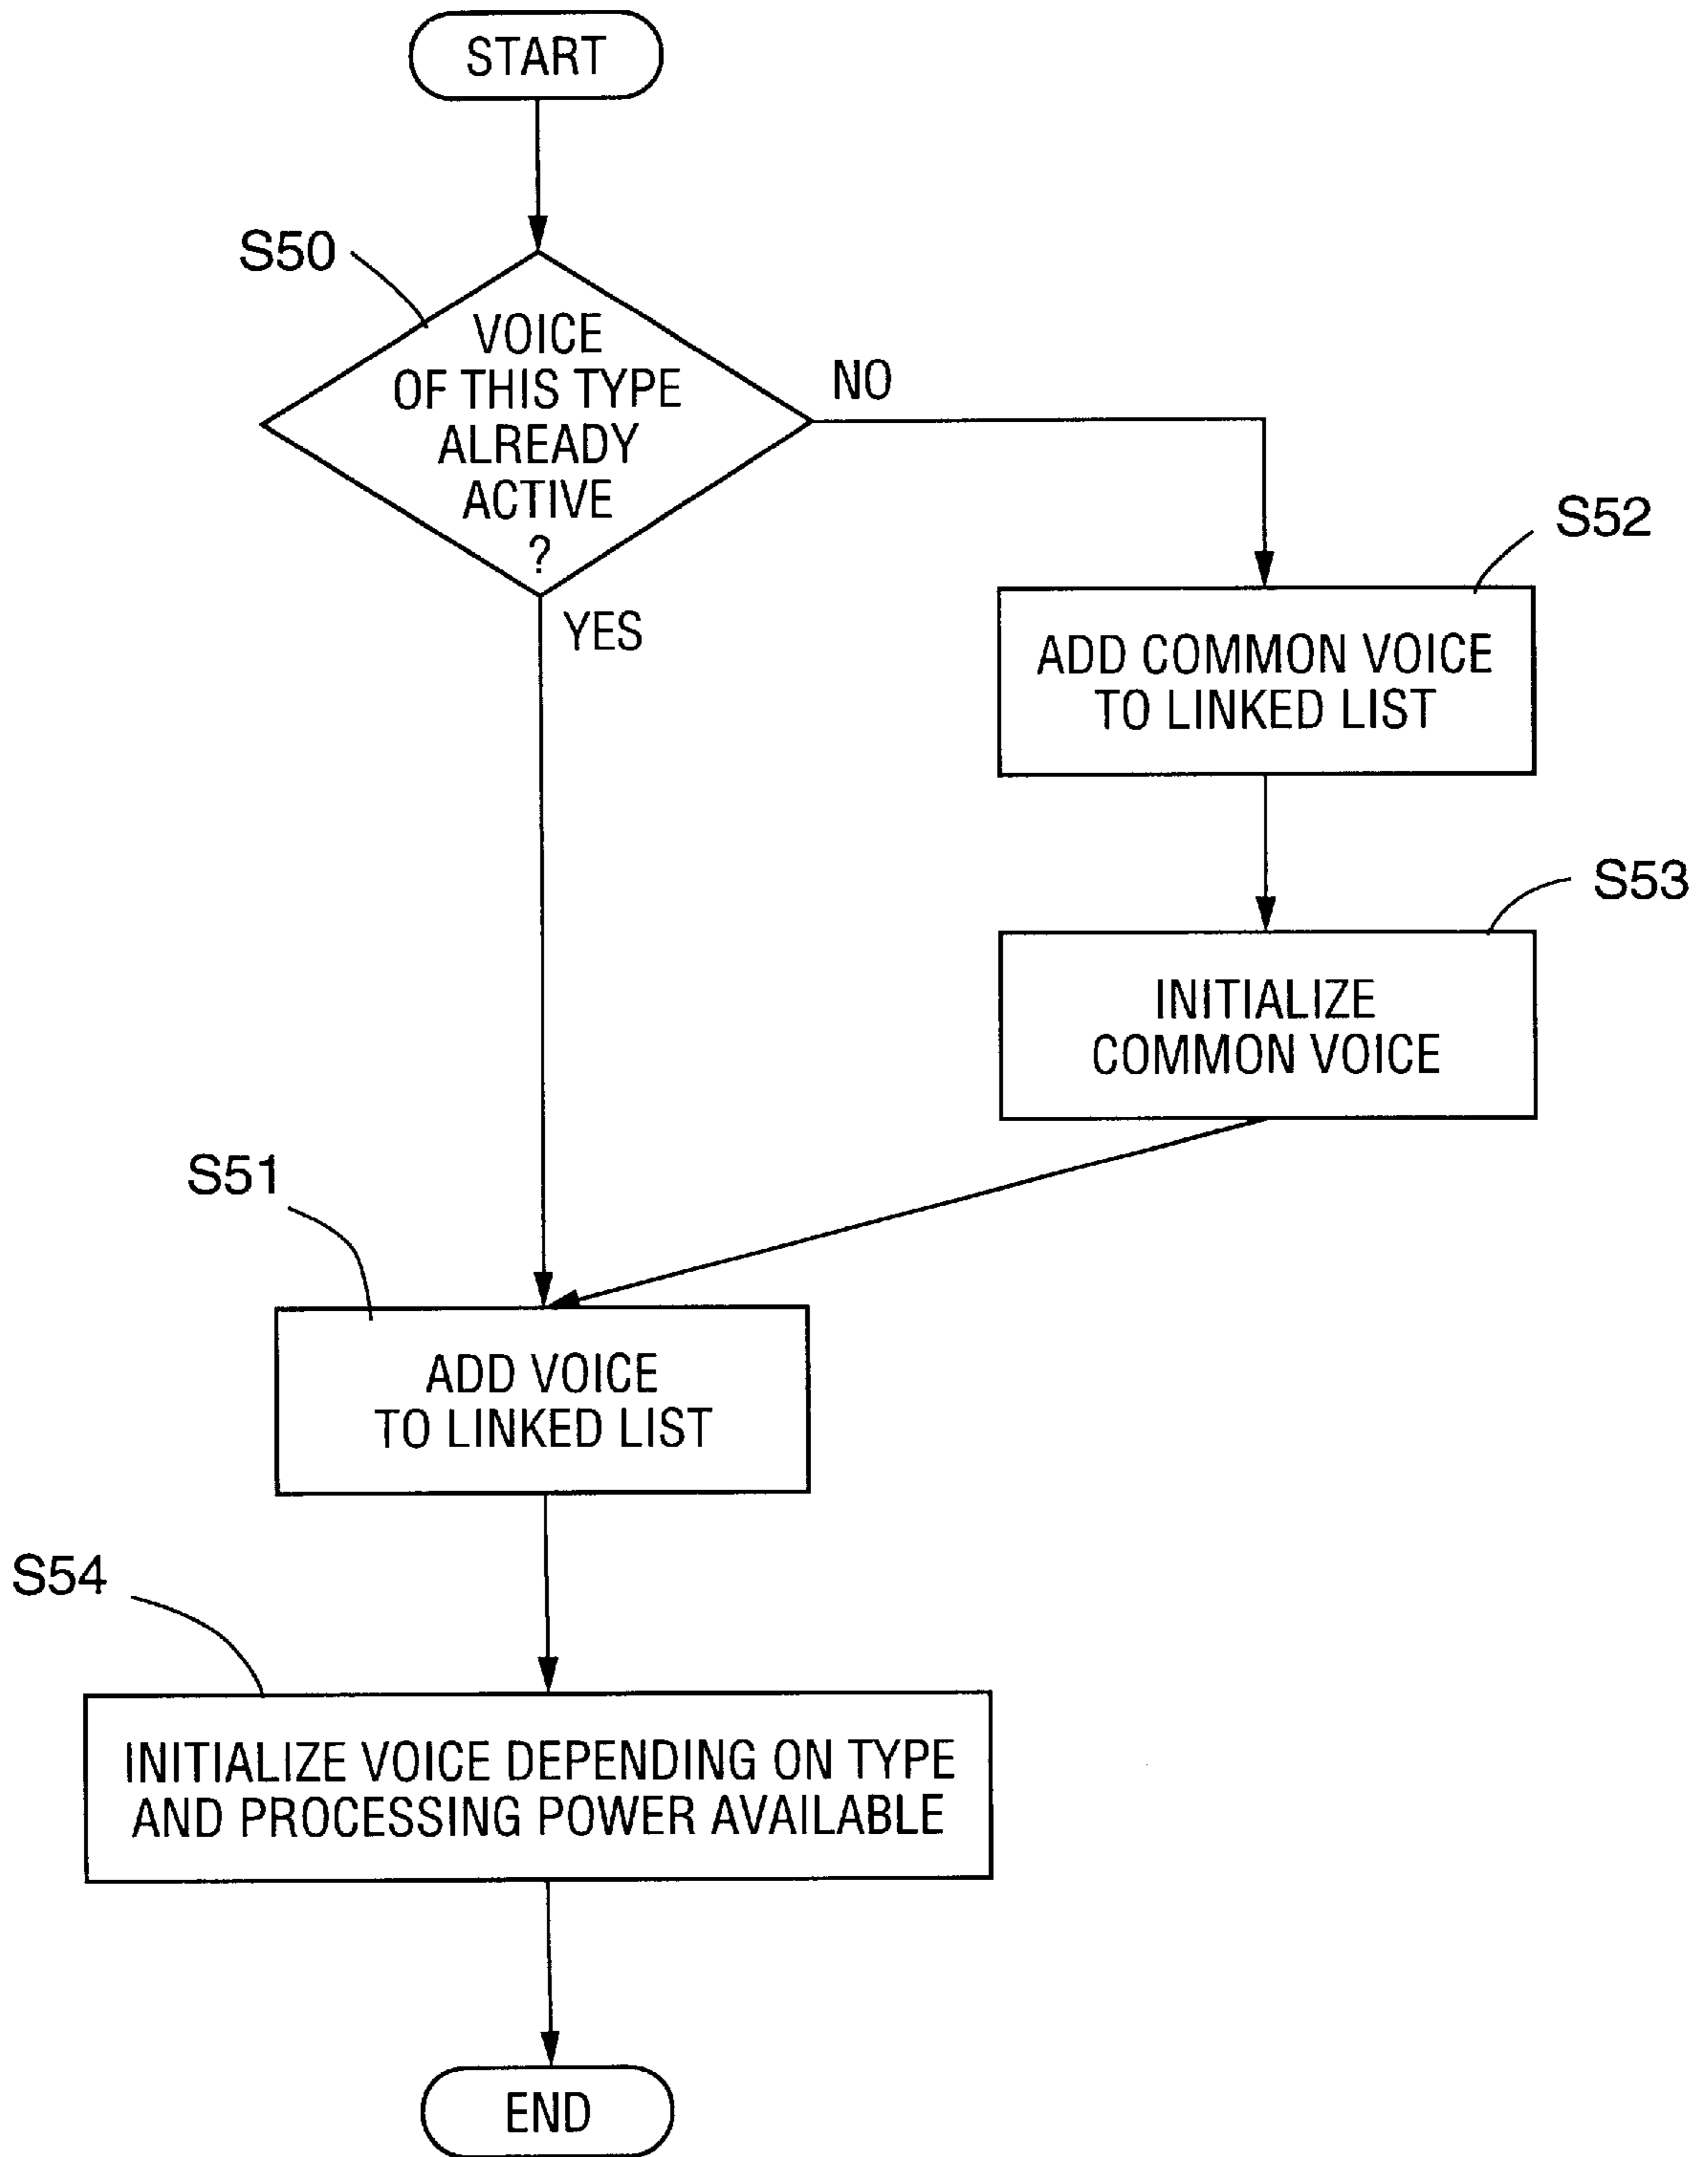 START
S50
VOICE
OF THIS TYPE
ALREADY
ACTIVE
?
NO
YES
S52
ADD COMMON VOICE
TO LINKED LIST
S53
INITIALIZE
COMMON VOICE
S51
ADD VOICE
TO LINKED LIST
S54
INITIALIZE VOICE DEPENDING ON TYPE
AND PROCESSING POWER AVAILABLE
END